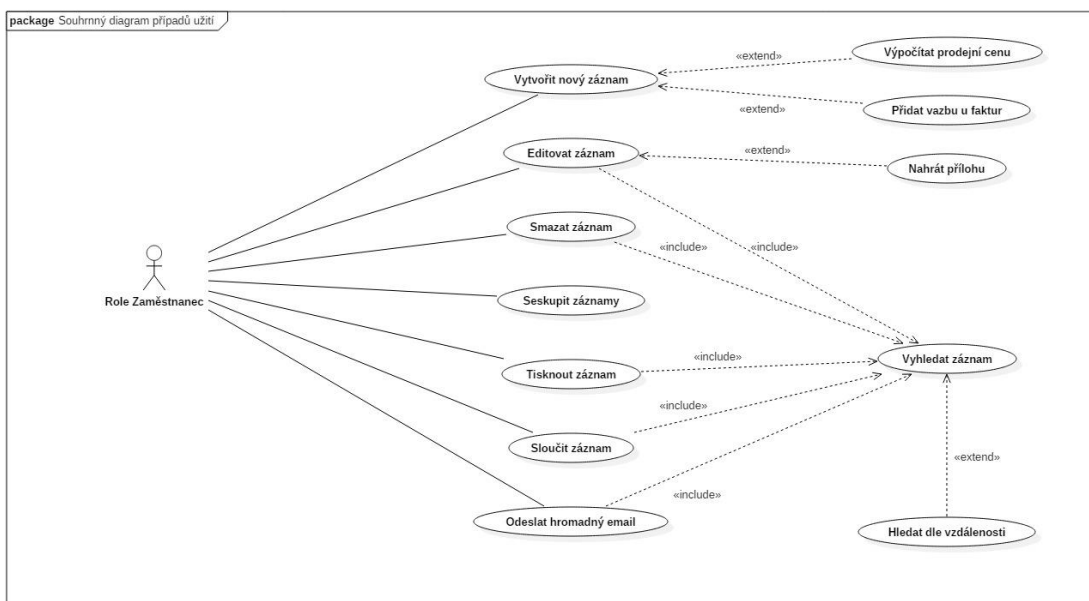 package Souhrnný diagram případů užití
Výpočítat prodejní cenu
«extend»
Vytvořit nový záznam
«extend»
Přidat vazbu u faktur
Editovat záznam
«extend»
Nahrát přílohu
Smazat záznam
«include»
«include»
Role Zaměstnanec
Seskupit záznamy
«include»
Vyhledat záznam
Tisknout záznam
«include»
Sloučit záznam
«extend»
«include»
Odeslat hromadný email
Hledat dle vzdálenosti